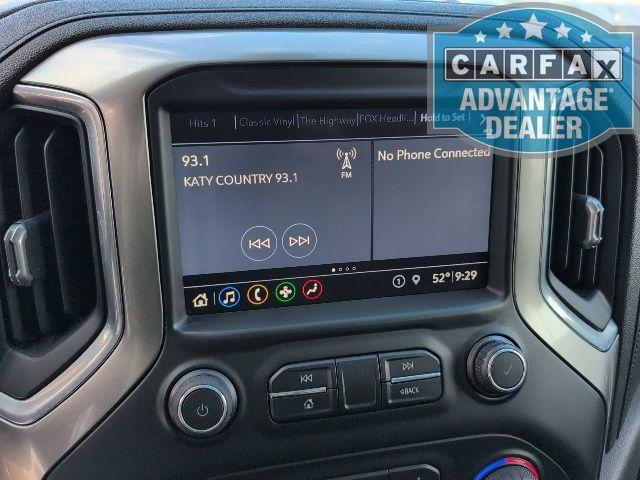 CARFAX
ADVANTAGE
DEALER
Hits 1 Classic Vinyl The Highway FOX Headli... Hold to Set
93.1
FM
KATY COUNTRY 93.1
No Phone Connected
1 52° 9:29
BACK